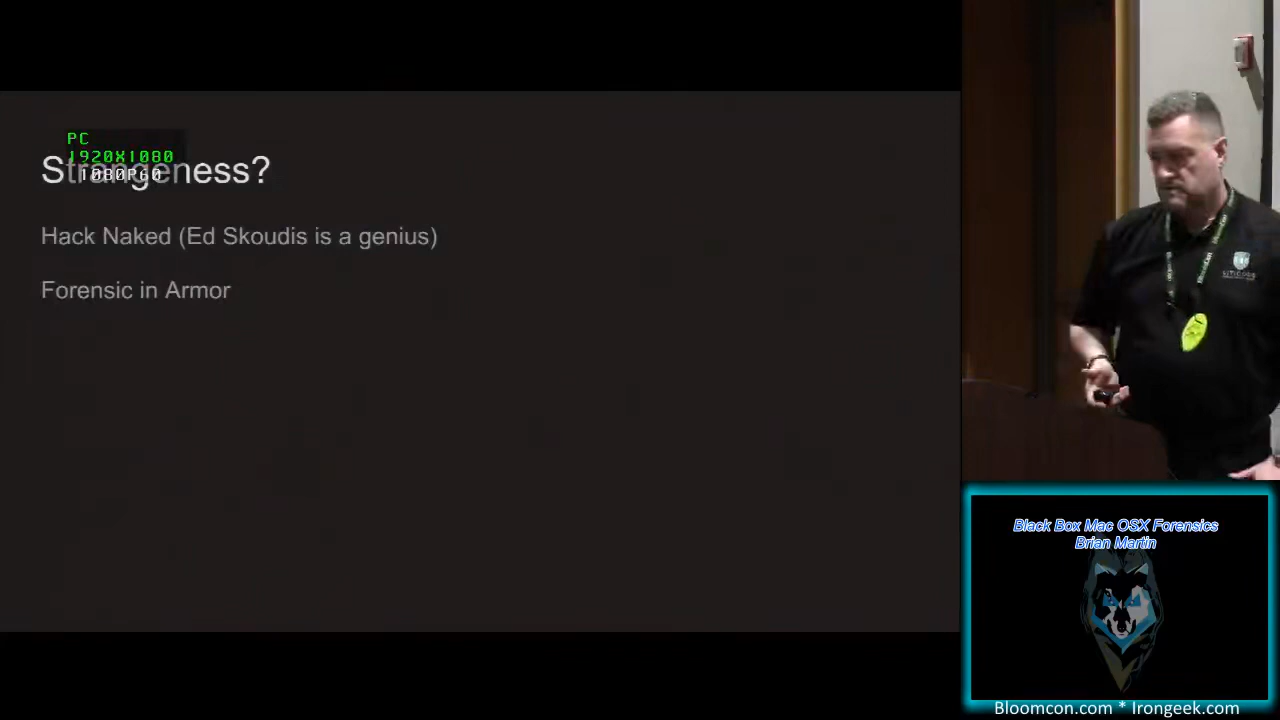 PC
1920X1080
1080P60
Strangeness?
Hack Naked (Ed Skoudis is a genius)
Forensic in Armor
Black Box Mac OSX Forensics
Brian Martin
Bloomcon.com * Irongeek.com